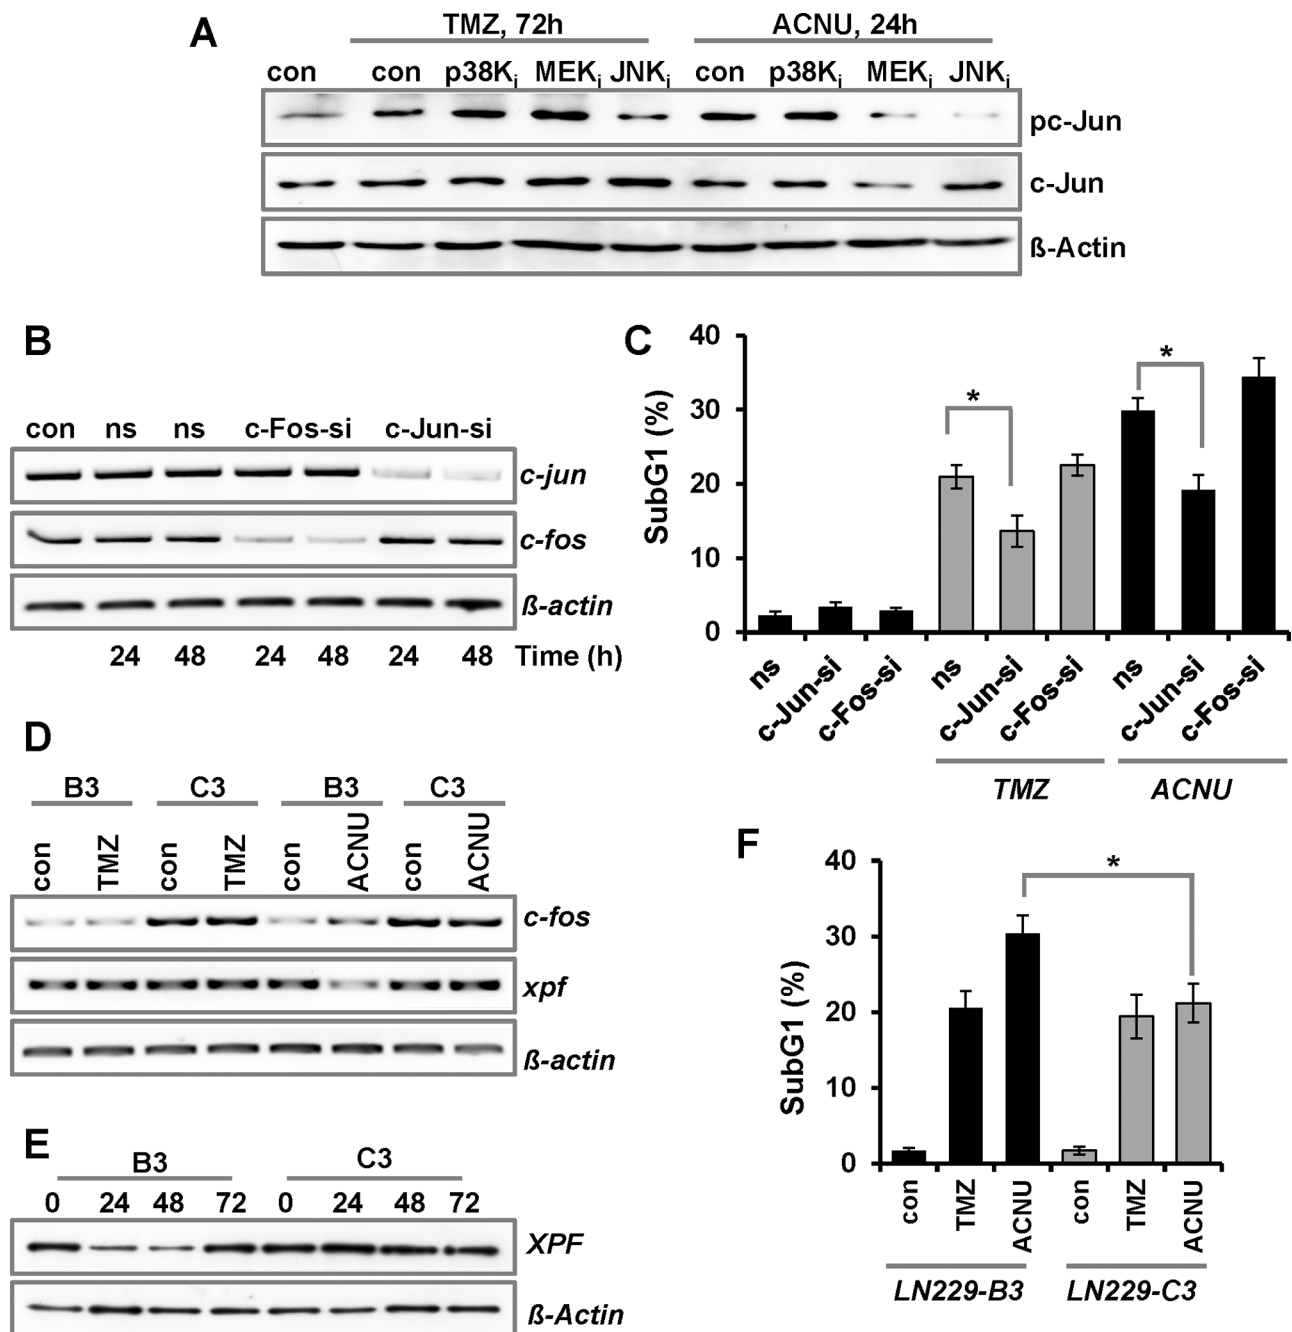 A
TMZ, 72h ACNU, 24h
con con p38Ki MEKi JNKi con p38Ki MEKi JNKi
pc-Jun
c-Jun
ß-Actin
B
con ns ns c-Fos-si c-Jun-si
c-jun
c-fos
ß-actin
24 48 24 48 24 48 Time (h)
C
SubG1 (%)
40
30
20
10
0
* *
ns c-Jun-si c-Fos-si ns c-Jun-si c-Fos-si ns c-Jun-si c-Fos-si
TMZ ACNU
D
B3 C3 B3 C3
con TMZ con TMZ con ACNU con ACNU
c-fos
xpf
ß-actin
E
B3 C3
0 24 48 72 0 24 48 72
XPF
ß-Actin
F
SubG1 (%)
40
30
20
10
0
*
con TMZ ACNU con TMZ ACNU
LN229-B3 LN229-C3